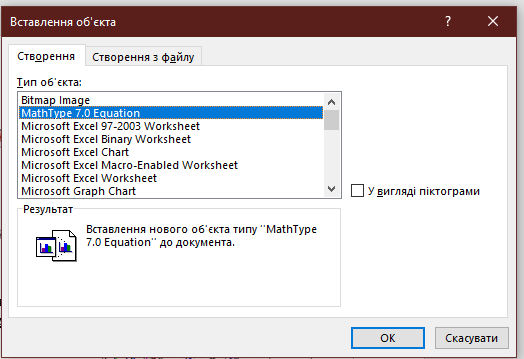 Вставлення об'єкта
Створення
Створення з файлу
Тип об'єкта:
Bitmap Image
MathType 7.0 Equation
Microsoft Excel 97-2003 Worksheet
Microsoft Excel Binary Worksheet
Microsoft Excel Chart
Microsoft Excel Macro-Enabled Worksheet
Microsoft Excel Worksheet
Microsoft Graph Chart
У вигляді піктограми
Результат
Вставлення нового об'єкта типу "MathType
7.0 Equation" до документа.
ОК
Скасувати